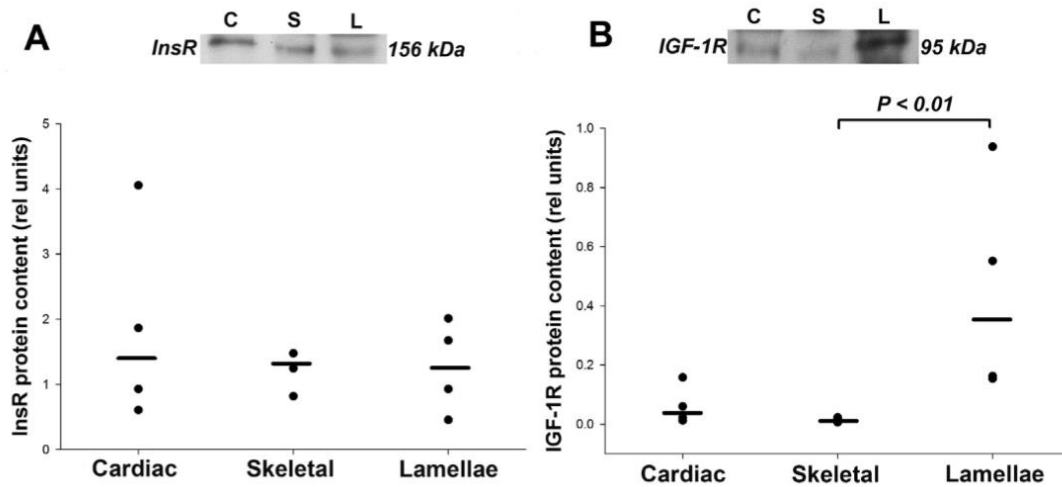 A
C S L
InsR 156 kDa
InsR protein content (rel units)
5
4
3
2
1
0
Cardiac Skeletal Lamellae
B
C S L
IGF-1R 95 kDa
P < 0.01
IGF-1R protein content (rel units)
1.0
0.8
0.6
0.4
0.2
0.0
Cardiac Skeletal Lamellae